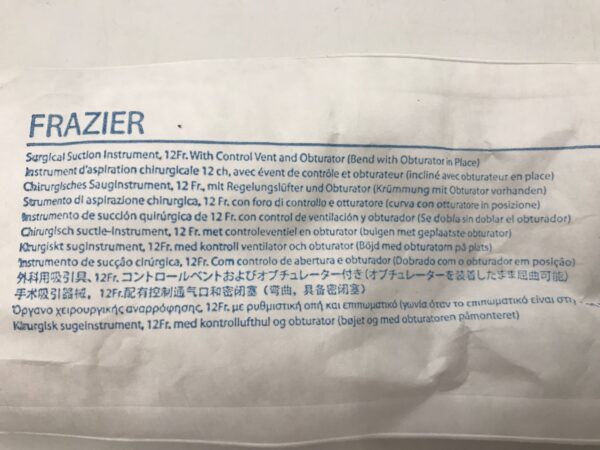 FRAZIER
Surgical Suction Instrument, 12Fr. With Control Vent and Obturator (Bend with Obturator in Place)
Instrument d'aspiration chirurgicale 12 ch, avec évent de contrôle et obturateur (incliné avec obturateur en place)
Chirurgisches Sauginstrument, 12 Fr., mit Regelungslüfter und Obturator (Krümmung mit Obturator vorhanden)
Strumento di aspirazione chirurgica, 12 Fr, con foro di controllo e otturatore (curva con otturatore in posizione)
Instrumento de succión quirúrgica de 12 Fr. con control de ventilación y obturador (Se dobla sin doblar el obturador)
Chirurgisch suctie-instrument, 12 Fr. met controleventiel en obturator (buigen met geplaatste obturator)
Kirurgiskt suginstrument, 12 Fr. med kontroll ventilator och obturator (Böjd med obturatorn på plats)
Instrumento de sucção cirúrgica, 12Fr. Com controlo de abertura e obturador (Dobrado com o obturador em posição)
外科用吸引具、12Fr. コントロールベントおよびオブチュレーター付き (オブチュレーターを装着したまま屈曲可能)
手术吸引器械，12Fr.配有控制通气口和密闭塞（弯曲，具备密闭塞）
Όργανο χειρουργικής αναρρόφησης, 12Fr. με ρυθμιστική οπή και επιπωματικό (γωνία όταν το επιπωματικό είναι στη
Kirurgisk sugeinstrument, 12Fr. med kontrollufthul og obturator (bøjet og med obturatoren påmonteret)